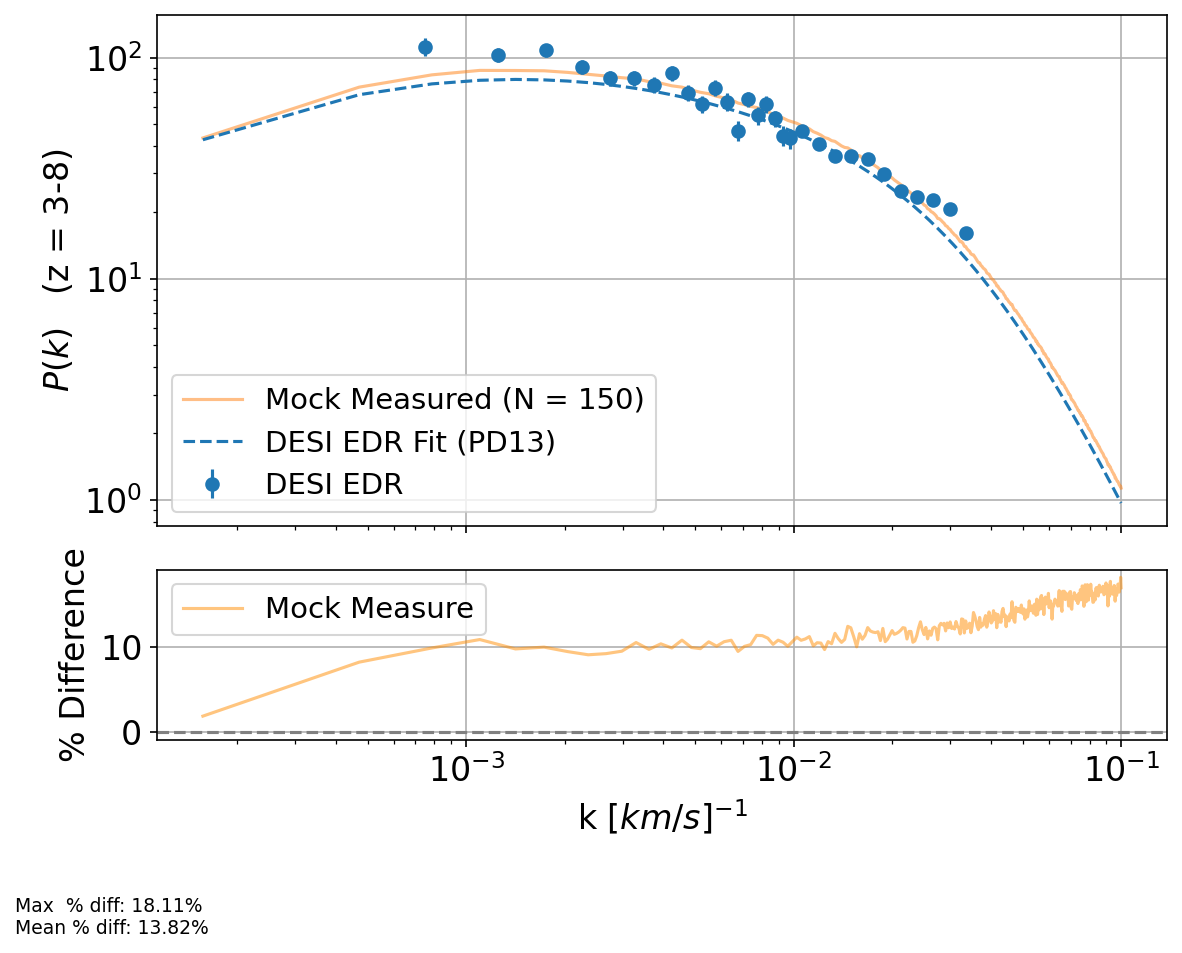 10²
10¹
10⁰
P(k) (z = 3-8)
Mock Measured (N = 150)
DESI EDR Fit (PD13)
DESI EDR
% Difference
10
0
Mock Measure
10⁻³
10⁻²
10⁻¹
k [km/s]⁻¹
Max % diff: 18.11%
Mean % diff: 13.82%